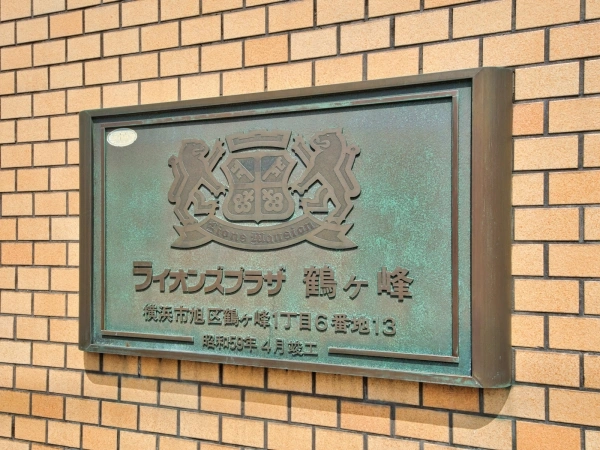 Lions Mansion
ライオンズプラザ 鶴ヶ峰
横浜市旭区鶴ヶ峰1丁目6番地13
昭和59年4月竣工